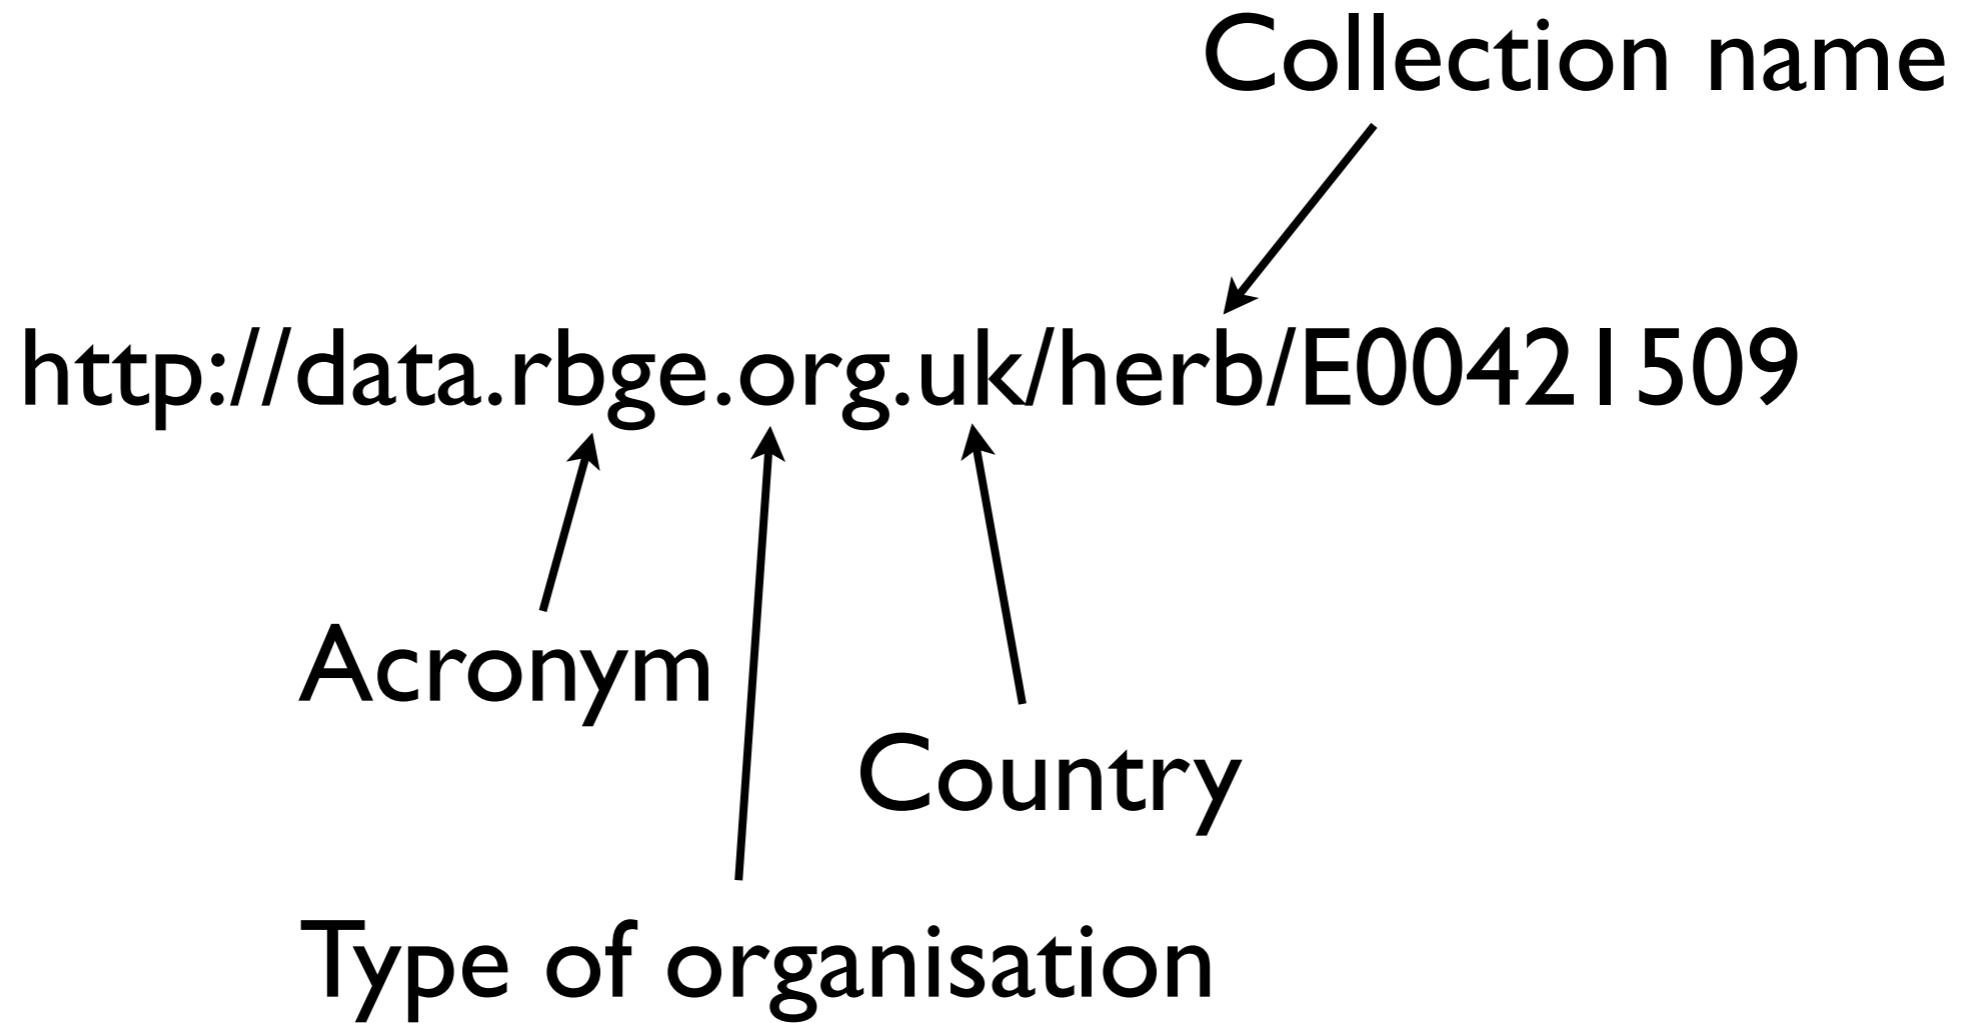 Collection name
http://data.rbge.org.uk/herb/E00421509
Acronym
Country
Type of organisation